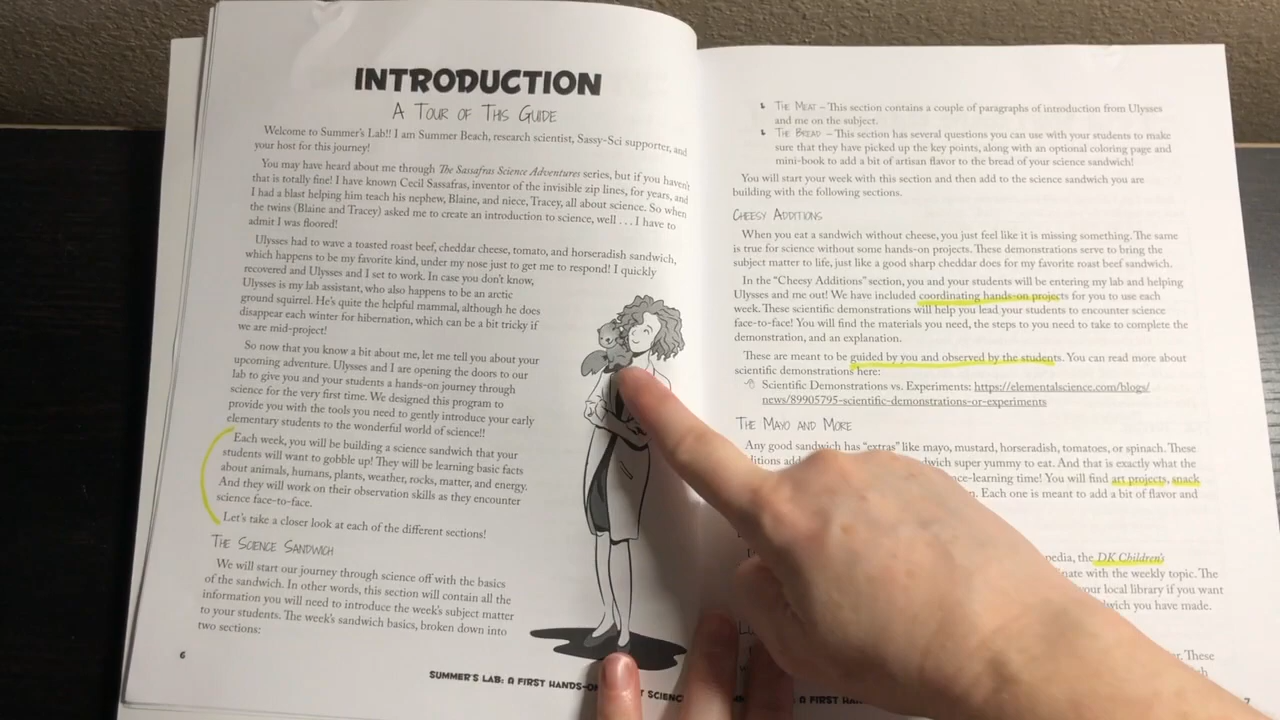 INTRODUCTION
A TOUR OF THIS GUIDE
Welcome to Summer's Lab!! I am Summer Beach, research scientist, Sassy-Sci supporter, and
your host for this journey!
You may have heard about me through The Sassafras Science Adventures series, but if you haven't
that is totally fine! I have known Cecil Sassafras, inventor of the invisible zip lines, for years, and
I had a blast helping him teach his nephew, Blaine, and niece, Tracey, all about science. So when
the twins (Blaine and Tracey) asked me to create an introduction to science, well . . . I have to
admit I was floored!
Ulysses had to wave a toasted roast beef, cheddar cheese, tomato, and horseradish sandwich,
which happens to be my favorite kind, under my nose just to get me to respond! I quickly
recovered and Ulysses and I set to work. In case you don't know,
Ulysses is my lab assistant, who also happens to be an arctic
ground squirrel. He's quite the helpful mammal, although he does
disappear each winter for hibernation, which can be a bit tricky if
we are mid-project!
So now that you know a bit about me, let me tell you about your
upcoming adventure. Ulysses and I are opening the doors to our
lab to give you and your students a hands-on journey through
science for the very first time. We designed this program to
provide you with the tools you need to gently introduce your early
elementary students to the wonderful world of science!!
Each week, you will be building a science sandwich that your
students will want to gobble up! They will be learning basic facts
about animals, humans, plants, weather, rocks, matter, and energy.
And they will work on their observation skills as they encounter
science face-to-face.
Let's take a closer look at each of the different sections!
THE SCIENCE SANDWICH
We will start our journey through science off with the basics
of the sandwich. In other words, this section will contain all the
information you will need to introduce the week's subject matter
to your students. The week's sandwich basics, broken down into
two sections:
6
SUMMER'S LAB: A FIRST HANDS-ON
THE MEAT – This section contains a couple of paragraphs of introduction from Ulysses
and me on the subject.
THE BREAD – This section has several questions you can use with your students to make
sure that they have picked up the key points, along with an optional coloring page and
mini-book to add a bit of artisan flavor to the bread of your science sandwich!
You will start your week with this section and then add to the science sandwich you are
building with the following sections.
CHEESY ADDITIONS
When you eat a sandwich without cheese, you just feel like it is missing something. The same
is true for science without some hands-on projects. These demonstrations serve to bring the
subject matter to life, just like a good sharp cheddar does for my favorite roast beef sandwich.
In the "Cheesy Additions" section, you and your students will be entering my lab and helping
Ulysses and me out! We have included coordinating hands-on projects for you to use each
week. These scientific demonstrations will help you lead your students to encounter science
face-to-face! You will find the materials you need, the steps you need to take to complete the
demonstration, and an explanation.
These are meant to be guided by you and observed by the students. You can read more about
scientific demonstrations here:
Scientific Demonstrations vs. Experiments: https://elementalscience.com/blogs/
news/89905795-scientific-demonstrations-or-experiments
THE MAYO AND MORE
Any good sandwich has "extras" like mayo, mustard, horseradish, tomatoes, or spinach. These
super yummy to eat. And that is exactly what the
learning time! You will find art projects, snack
Each one is meant to add a bit of flavor and
the DK Children's
with the weekly topic. The
your local library if you want
you have made.
These
A FIRST
7